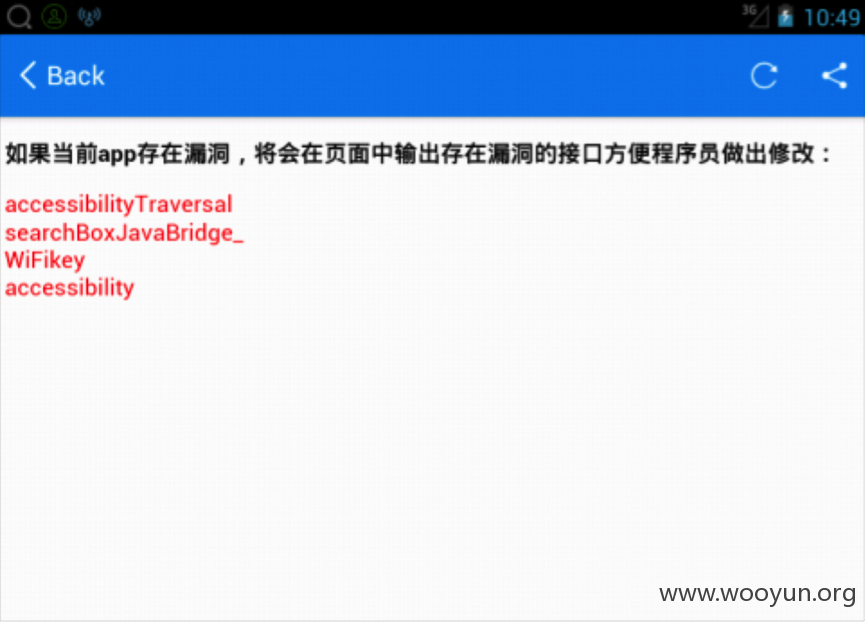 3G 10:49
Back
如果当前app存在漏洞，将会在页面中输出存在漏洞的接口方便程序员做出修改：
accessibilityTraversal
searchBoxJavaBridge_
WiFikey
accessibility
www.wooyun.org